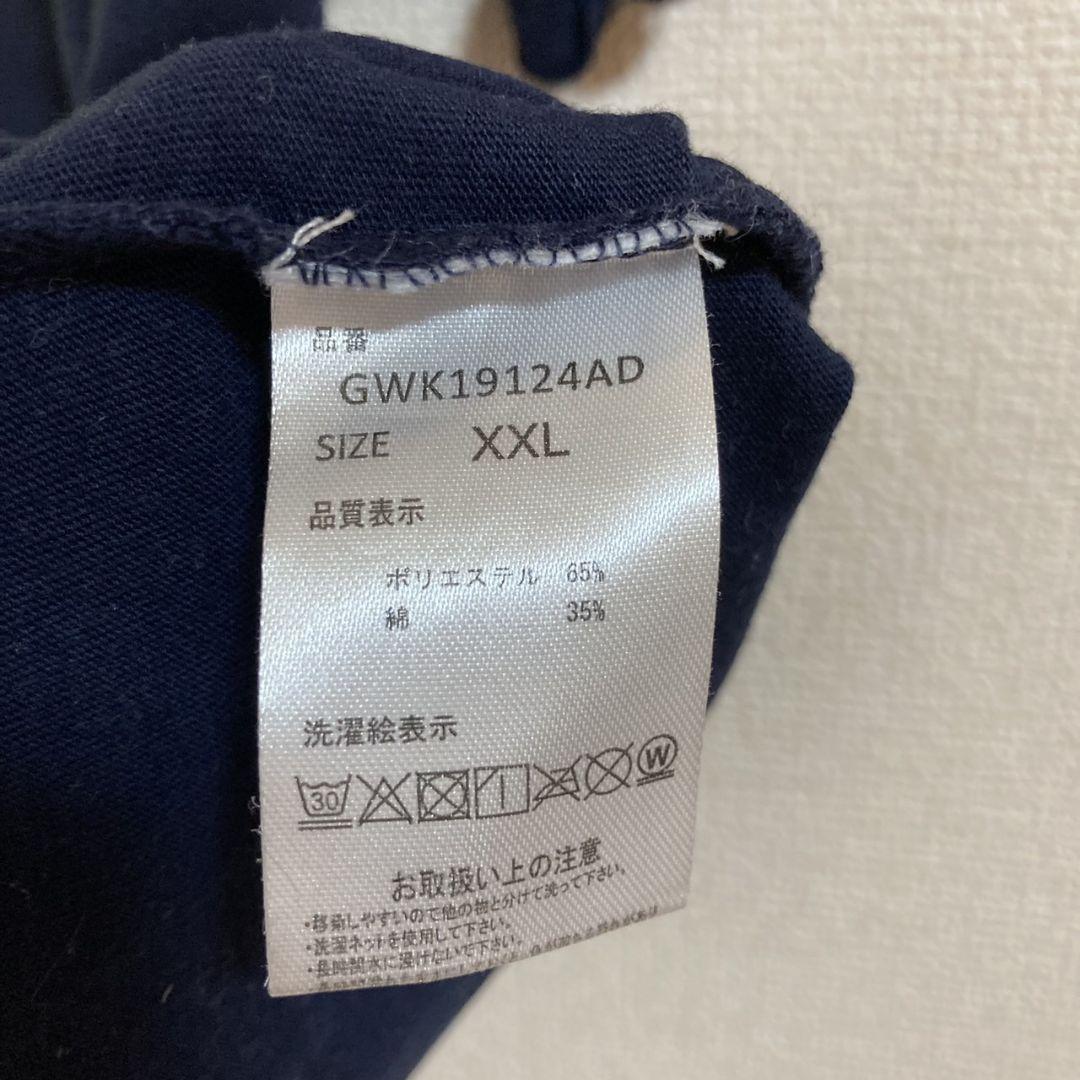 品番
GWK19124AD
SIZE XXL
品質表示
ポリエステル 65%
綿 35%
洗濯絵表示
30 W
お取扱い上の注意
・移染しやすいので他の物と分けて洗って下さい。
・洗濯ネットを使用して下さい。
・長時間水に浸けないで下さい。